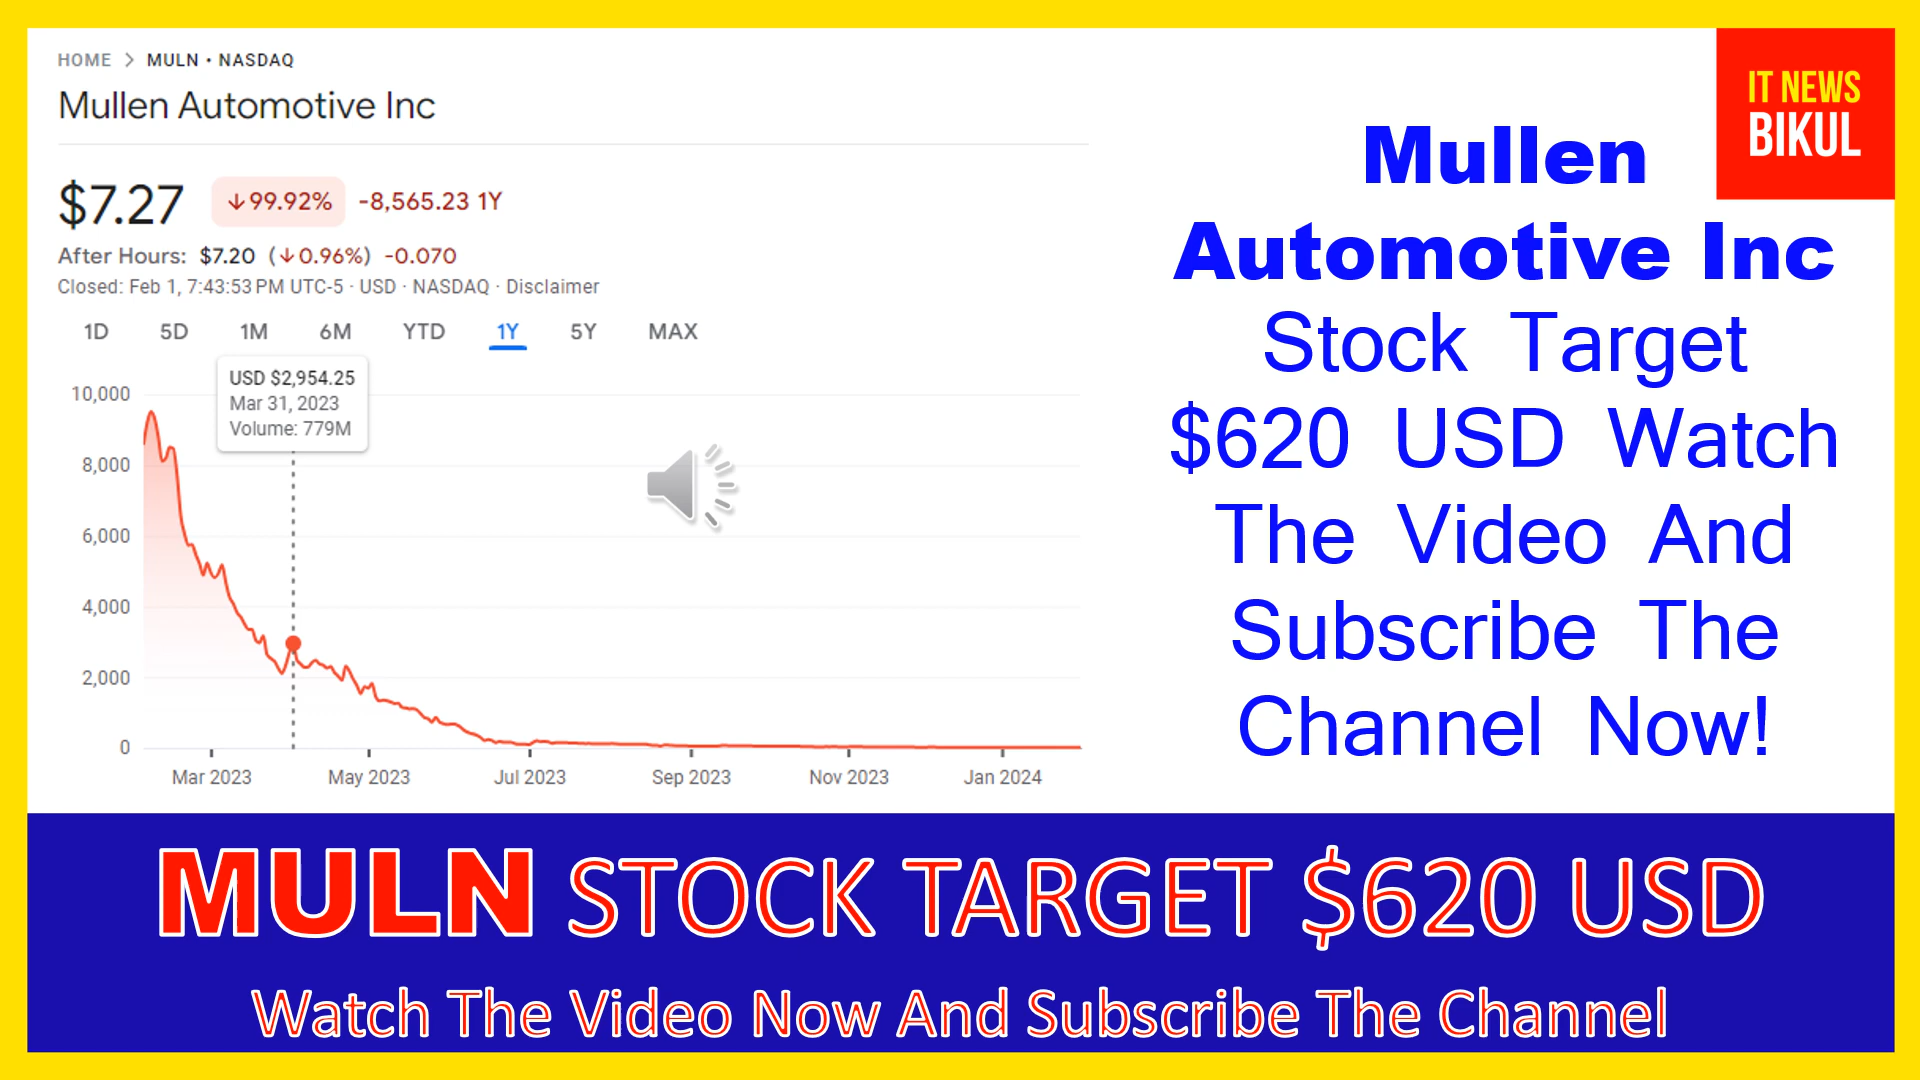 HOME > MULN • NASDAQ
Mullen Automotive Inc
$7.27 ↓99.92% -8,565.23 1Y
After Hours: $7.20 (↓0.96%) -0.070
Closed: Feb 1, 7:43:53 PM UTC-5 · USD · NASDAQ · Disclaimer
1D 5D 1M 6M YTD 1Y 5Y MAX
USD $2,954.25
Mar 31, 2023
Volume: 779M
10,000
8,000
6,000
4,000
2,000
0
Mar 2023 May 2023 Jul 2023 Sep 2023 Nov 2023 Jan 2024
IT NEWS
BIKUL
Mullen
Automotive Inc
Stock Target
$620 USD Watch
The Video And
Subscribe The
Channel Now!
MULN STOCK TARGET $620 USD
Watch The Video Now And Subscribe The Channel